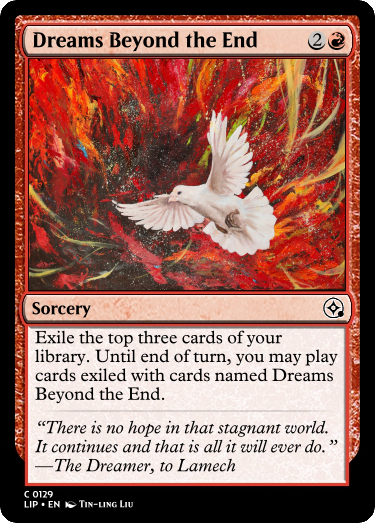 Dreams Beyond the End 2
Sorcery
Exile the top three cards of your
library. Until end of turn, you may play
cards exiled with cards named Dreams
Beyond the End.
“There is no hope in that stagnant world.
It continues and that is all it will ever do.”
—The Dreamer, to Lamech
C 0129
LIP • EN Tin-ling Liu